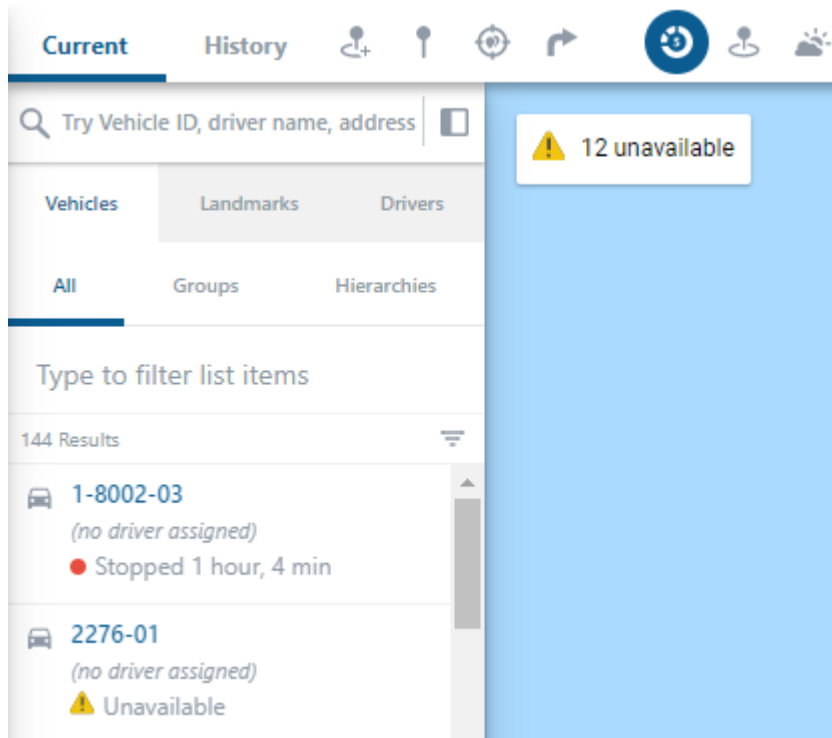 Current History
Try Vehicle ID, driver name, address
12 unavailable
Vehicles Landmarks Drivers
All Groups Hierarchies
Type to filter list items
144 Results
1-8002-03
(no driver assigned)
Stopped 1 hour, 4 min
2276-01
(no driver assigned)
Unavailable